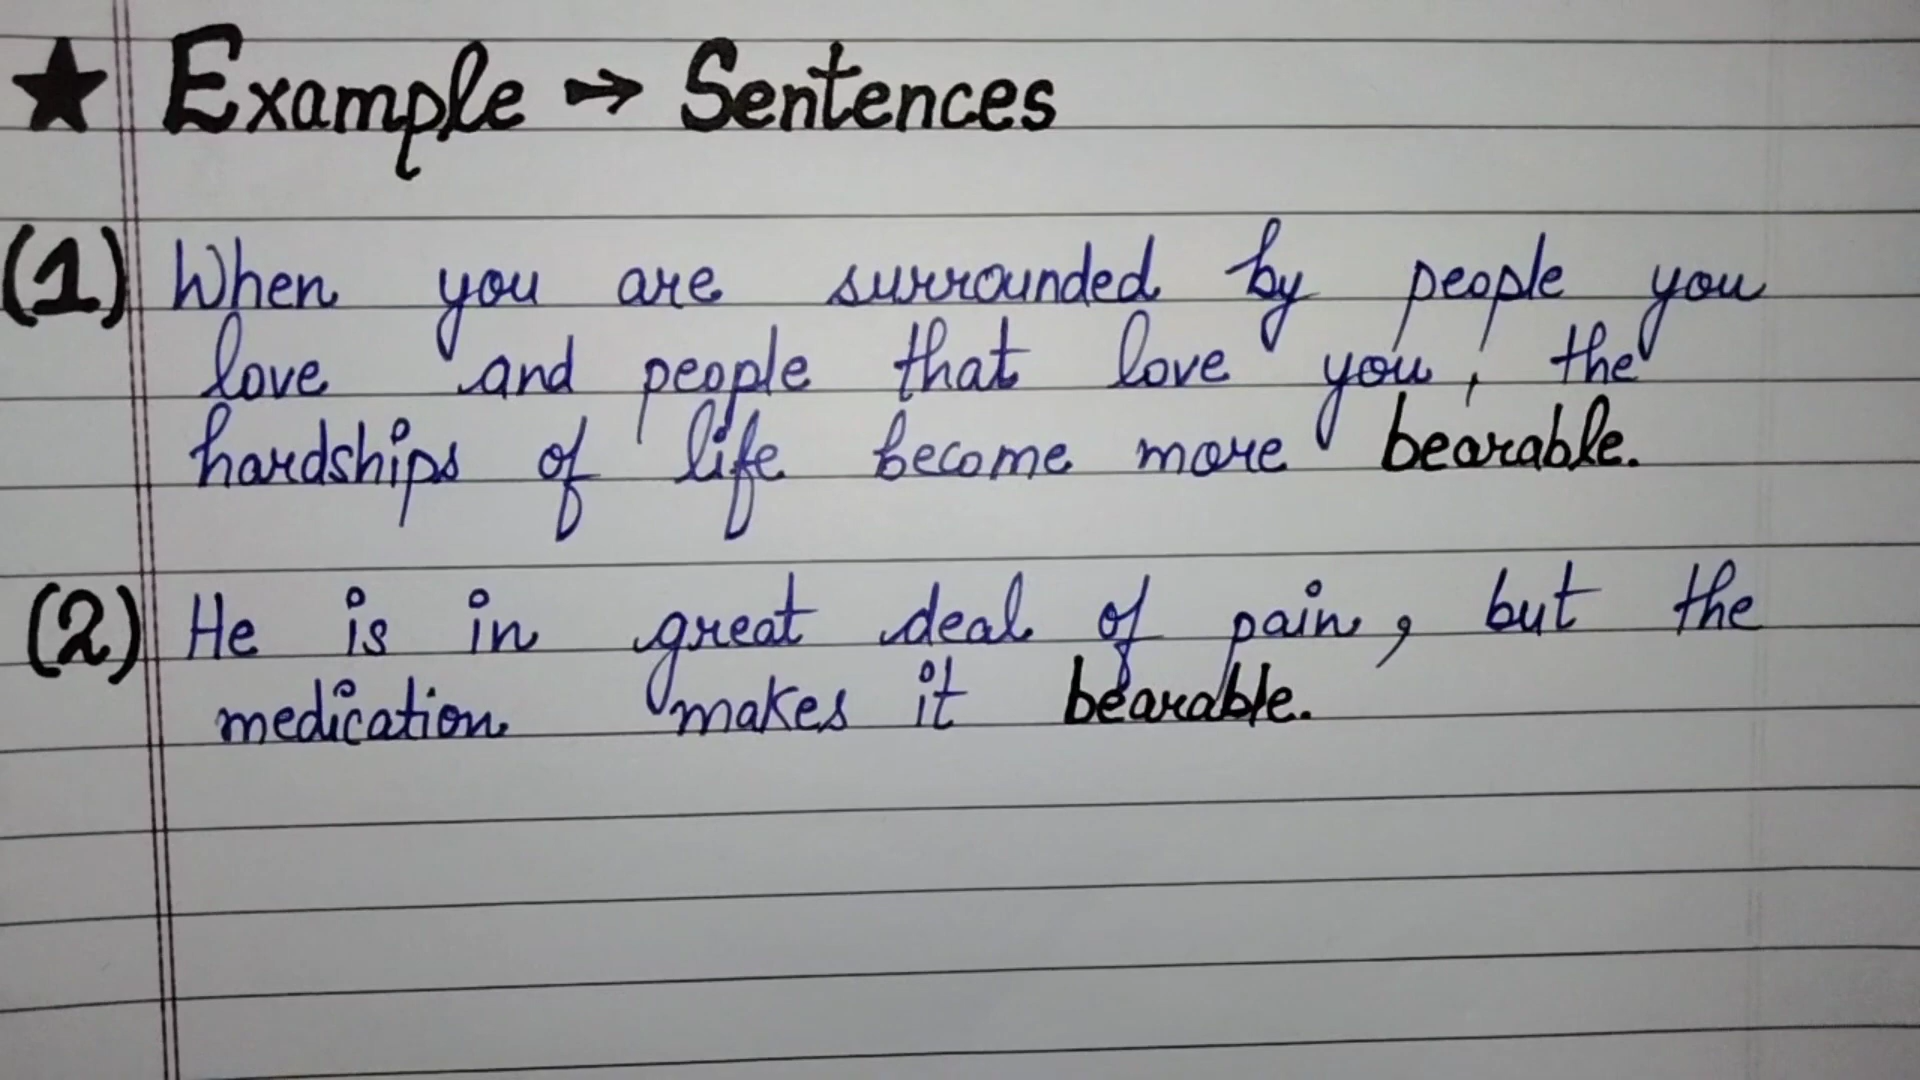 ★ Example → Sentences
(1) When you are surrounded by people you
love and people that love you, the
hardships of life become more bearable.
(2) He is in great deal of pain, but the
medication makes it bearable.